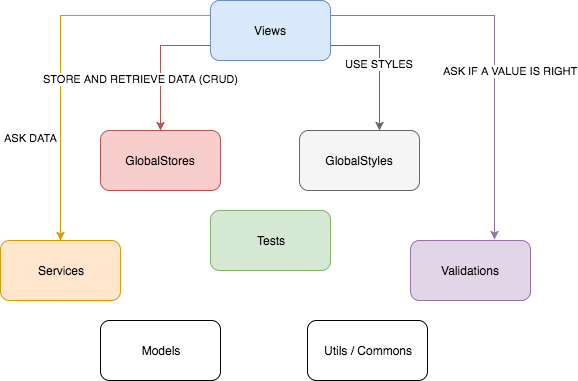 Views
STORE AND RETRIEVE DATA (CRUD)
USE STYLES
ASK IF A VALUE IS RIGHT
ASK DATA
GlobalStores
GlobalStyles
Tests
Services
Validations
Models
Utils / Commons